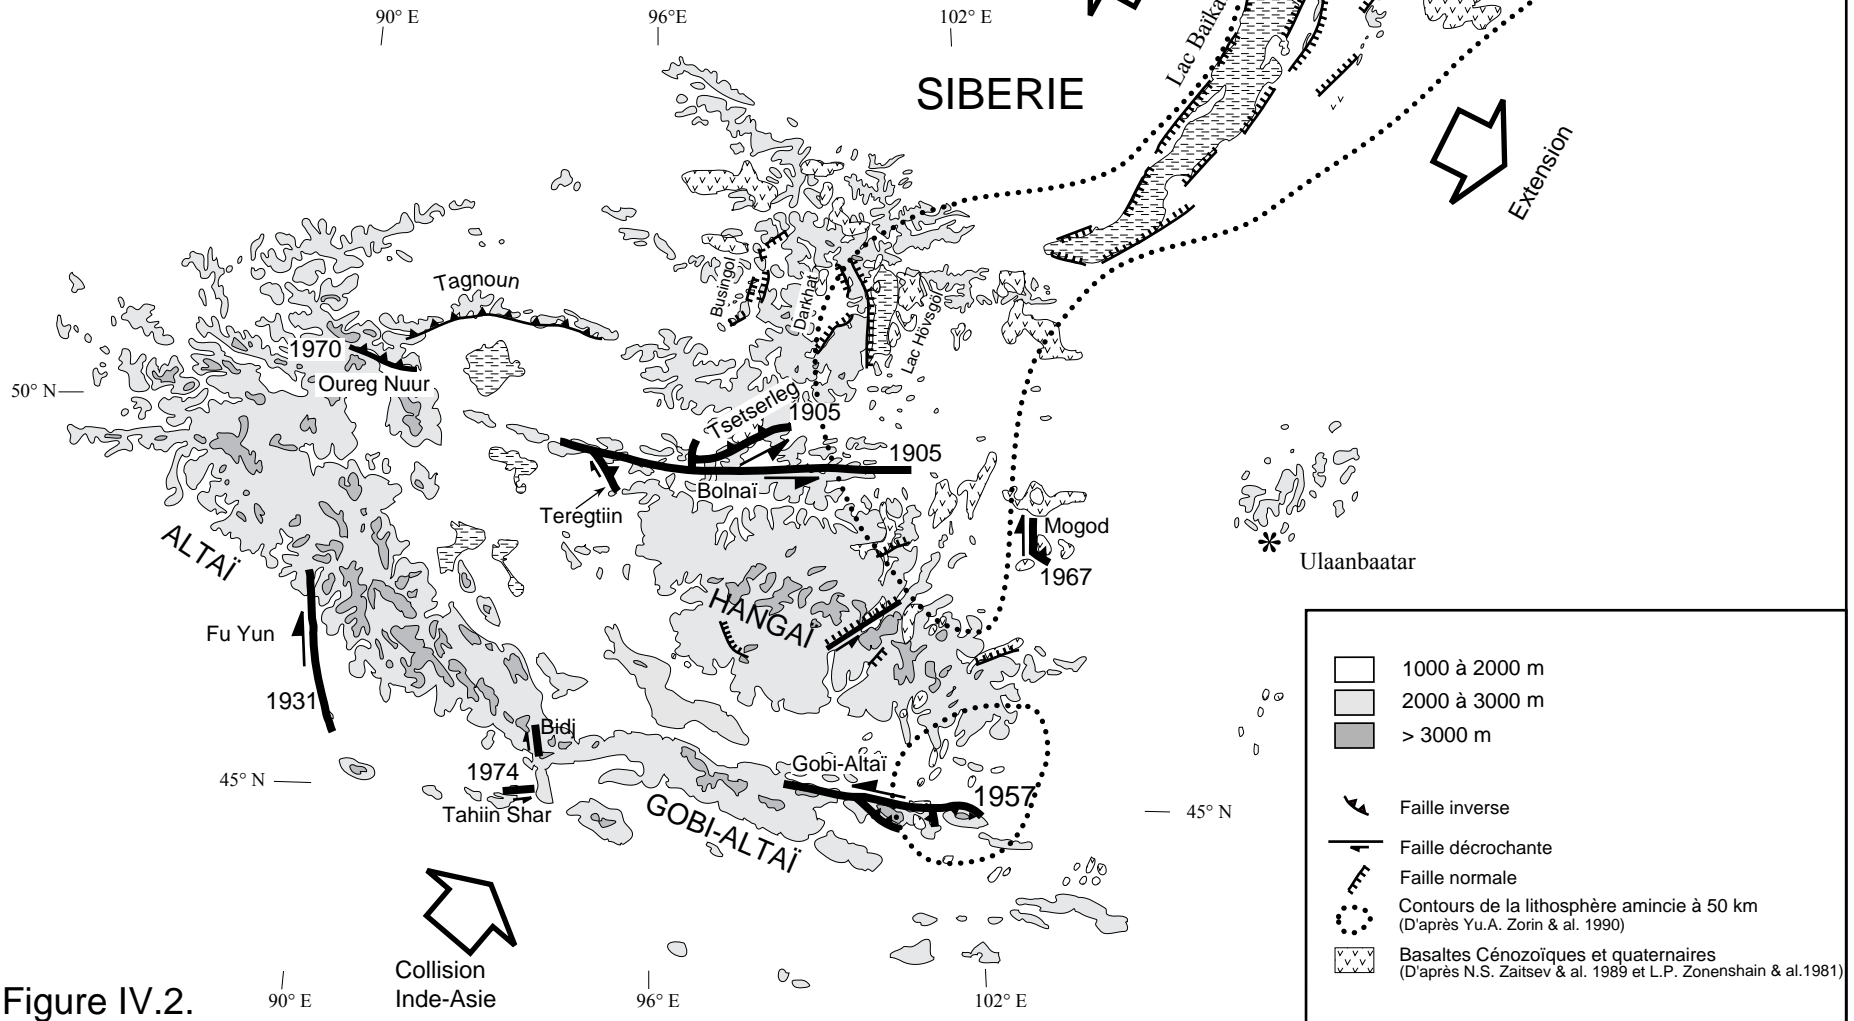 90° E
96°E
102° E
Lac Baïka
SIBERIE
Extension
Tagnoun
Busingol
Darkhat
Lac Hövsgöl
1970
Oureg Nuur
50° N
Tsetserleg
1905
1905
Bolnaï
Teregtiin
Mogod
1967
Ulaanbaatar
ALTAÏ
HANGAÏ
Fu Yun
1931
Bidj
1974
Tahiin Shar
45° N
Gobi-Altaï
1957
GOBI-ALTAÏ
45° N
Collision
Inde-Asie
90° E
96° E
102° E
Figure IV.2.
1000 à 2000 m
2000 à 3000 m
> 3000 m
Faille inverse
Faille décrochante
Faille normale
Contours de la lithosphère amincie à 50 km
(D'après Yu.A. Zorin & al. 1990)
Basaltes Cénozoïques et quaternaires
(D'après N.S. Zaitsev & al. 1989 et L.P. Zonenshain & al.1981)